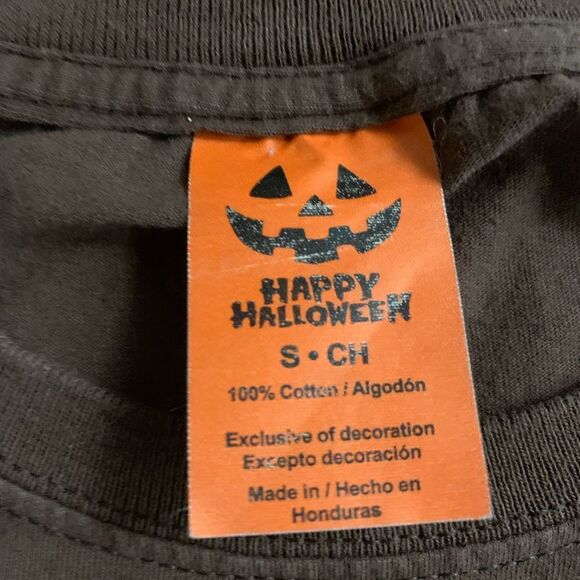 HAPPY
HALLOWEEN
S • CH
100% Cotton / Algodón
Exclusive of decoration
Excepto decoración
Made in / Hecho en
Honduras